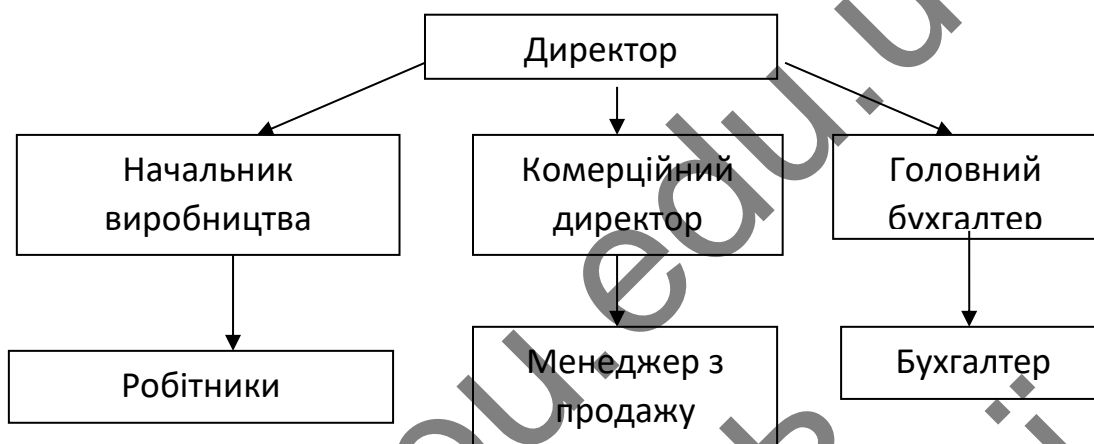 Директор
Начальник
виробництва
Комерційний
директор
Головний
бухгалтер
Робітники
Менеджер з
продажу
Бухгалтер